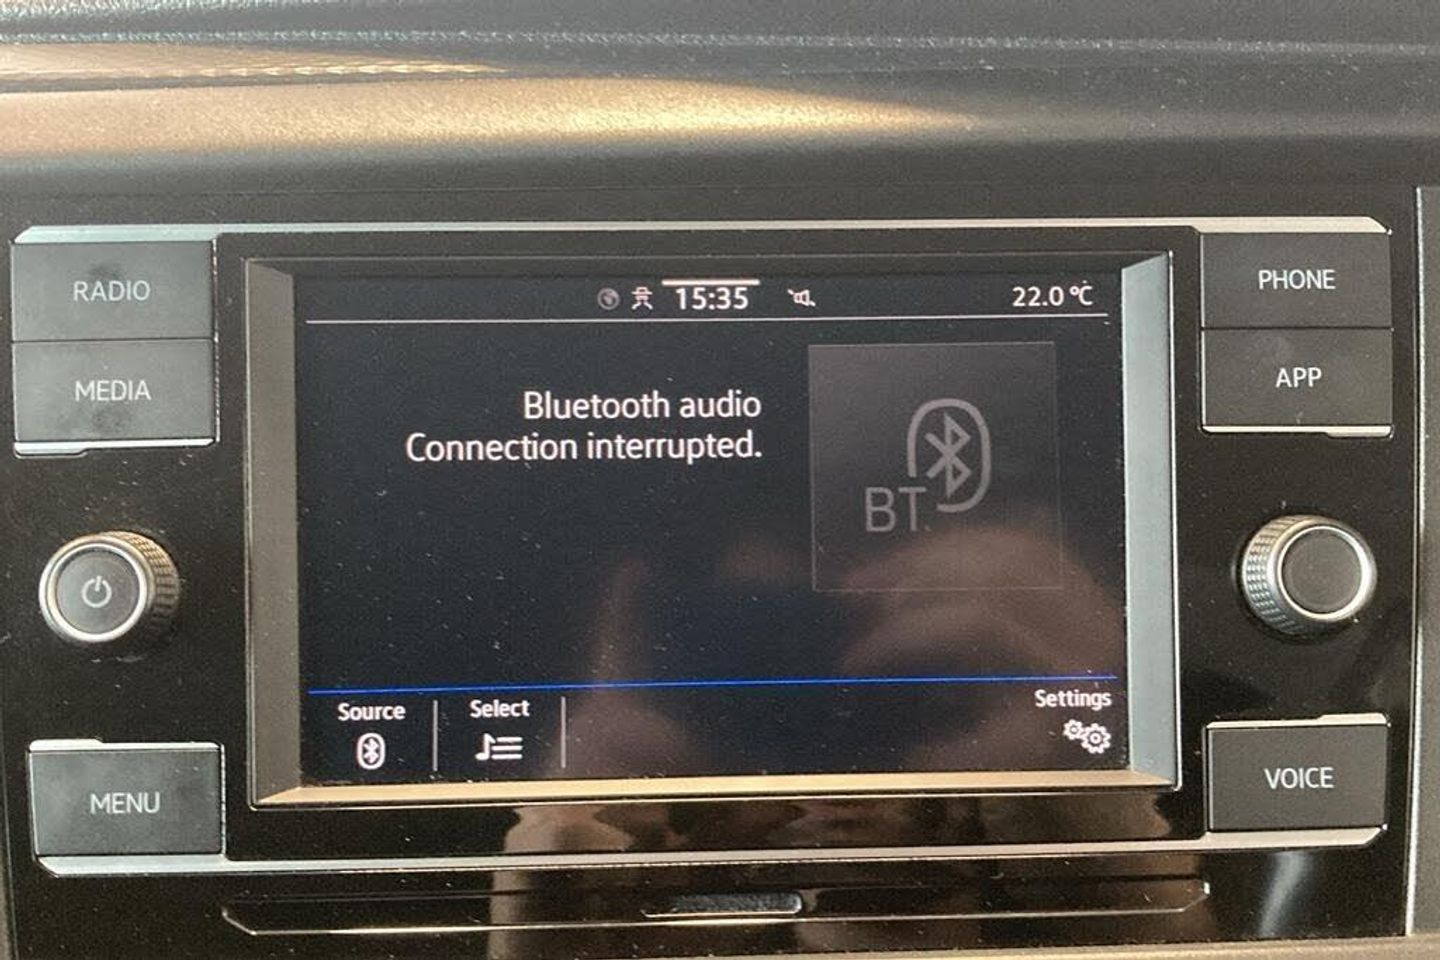 RADIO
MEDIA
MENU
15:35
22.0 °C
Bluetooth audio
Connection interrupted.
BT
Source
Select
Settings
PHONE
APP
VOICE